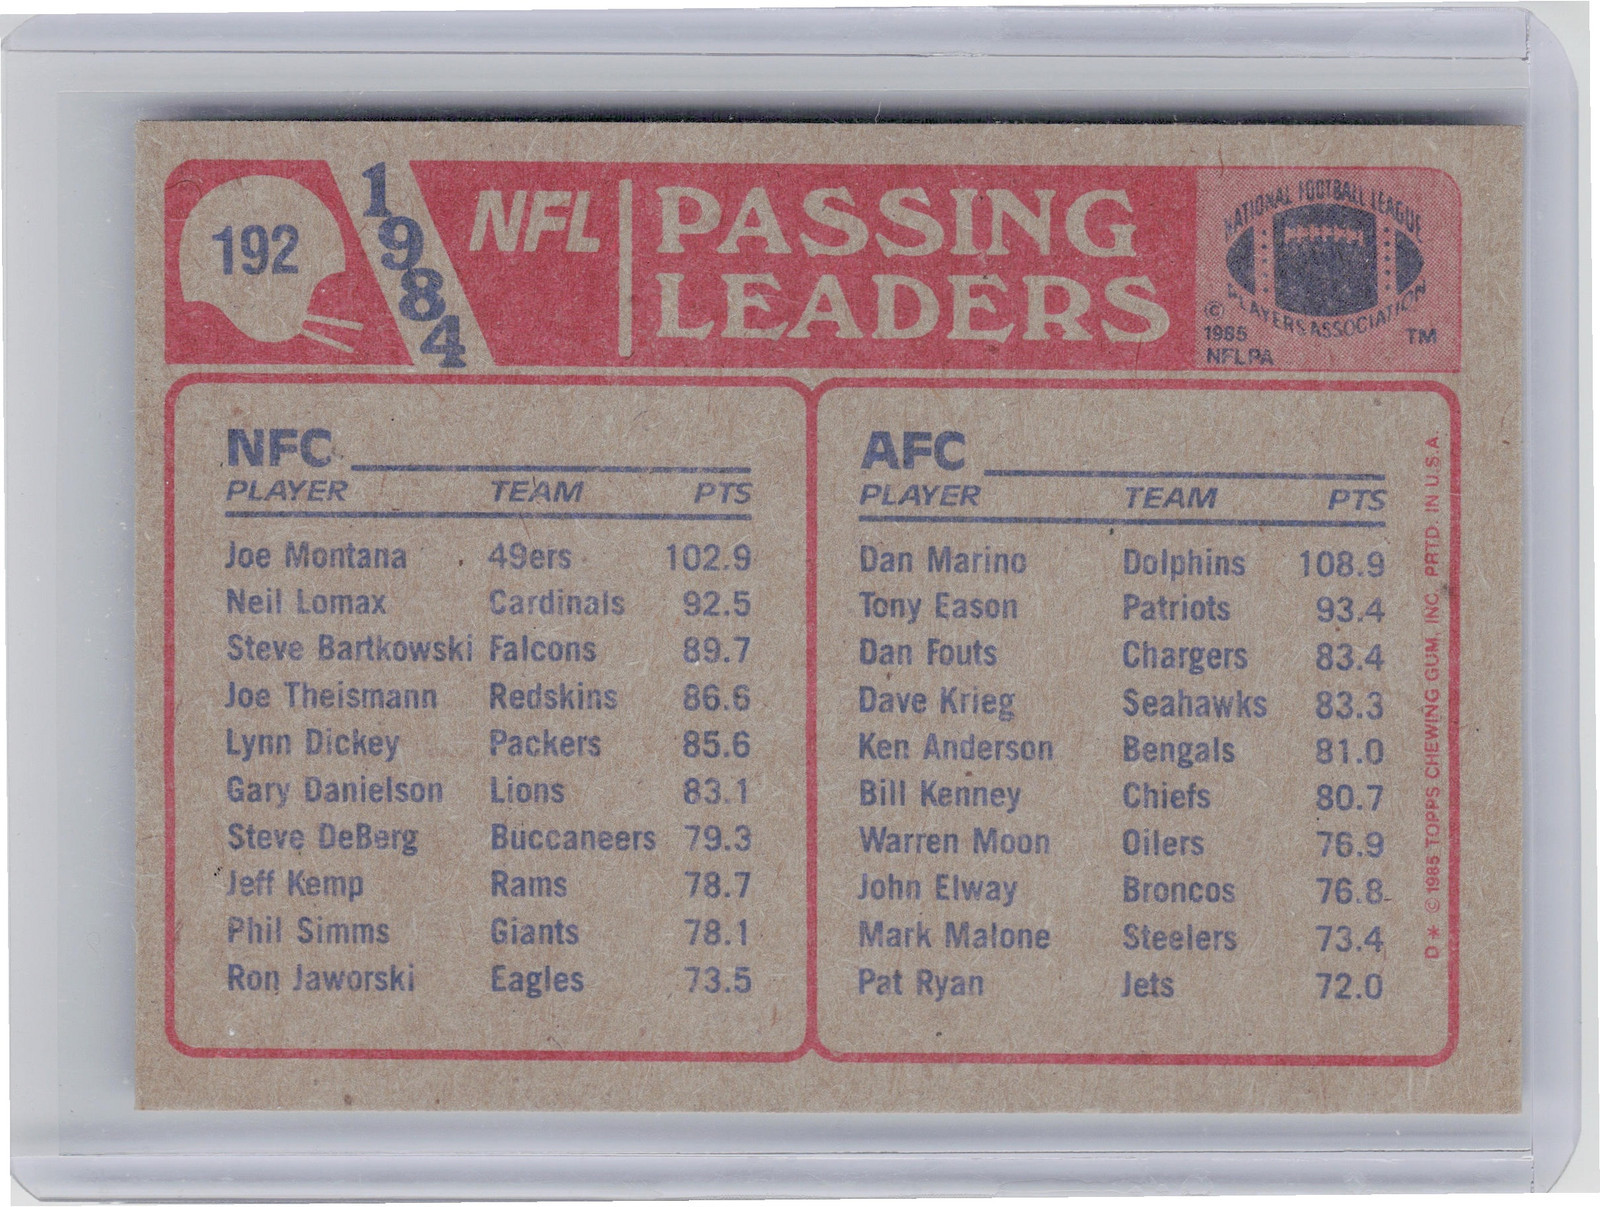 192
1984
NFL PASSING
LEADERS
NATIONAL FOOTBALL LEAGUE
PLAYERS ASSOCIATION
©
1985
NFLPA
TM
NFC
PLAYER TEAM PTS
Joe Montana 49ers 102.9
Neil Lomax Cardinals 92.5
Steve Bartkowski Falcons 89.7
Joe Theismann Redskins 86.6
Lynn Dickey Packers 85.6
Gary Danielson Lions 83.1
Steve DeBerg Buccaneers 79.3
Jeff Kemp Rams 78.7
Phil Simms Giants 78.1
Ron Jaworski Eagles 73.5
AFC
PLAYER TEAM PTS
Dan Marino Dolphins 108.9
Tony Eason Patriots 93.4
Dan Fouts Chargers 83.4
Dave Krieg Seahawks 83.3
Ken Anderson Bengals 81.0
Bill Kenney Chiefs 80.7
Warren Moon Oilers 76.9
John Elway Broncos 76.8
Mark Malone Steelers 73.4
Pat Ryan Jets 72.0
D * © 1985 TOPPS CHEWING GUM, INC. PRTD. IN U.S.A.